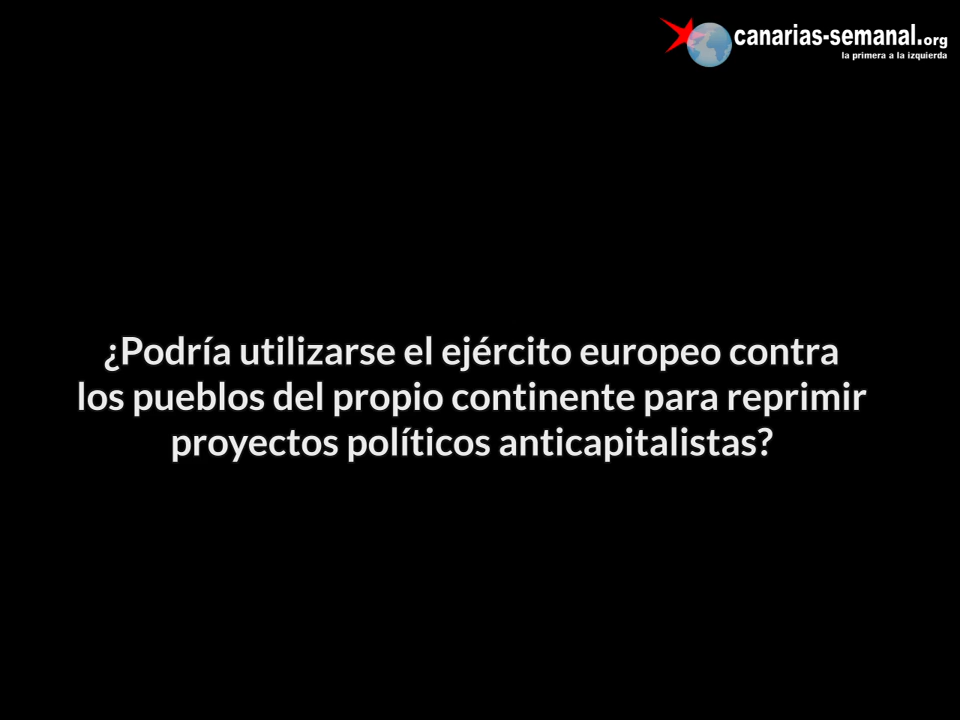 canarias-semanal.org
la primera a la izquierda
¿Podría utilizarse el ejército europeo contra
los pueblos del propio continente para reprimir
proyectos políticos anticapitalistas?